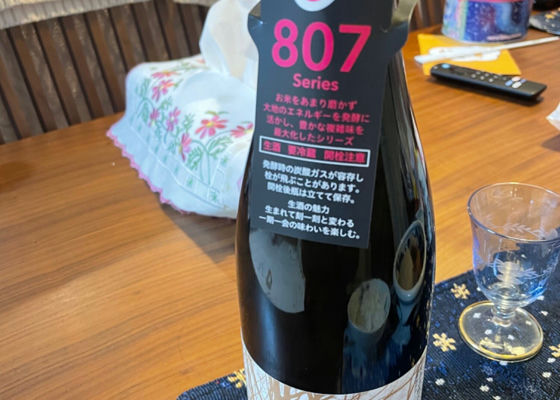 807
Series
お米をあまり磨かず
大地のエネルギーを発酵に
活かし、豊かな複雑味を
最大化したシリーズ
生酒 要冷蔵 開栓注意
発酵時の炭酸ガスが容存し
栓が飛ぶことがあります。
開栓後瓶は立てて保存。
生酒の魅力
生まれて刻一刻と変わる
一期一会の味わいを楽しむ。